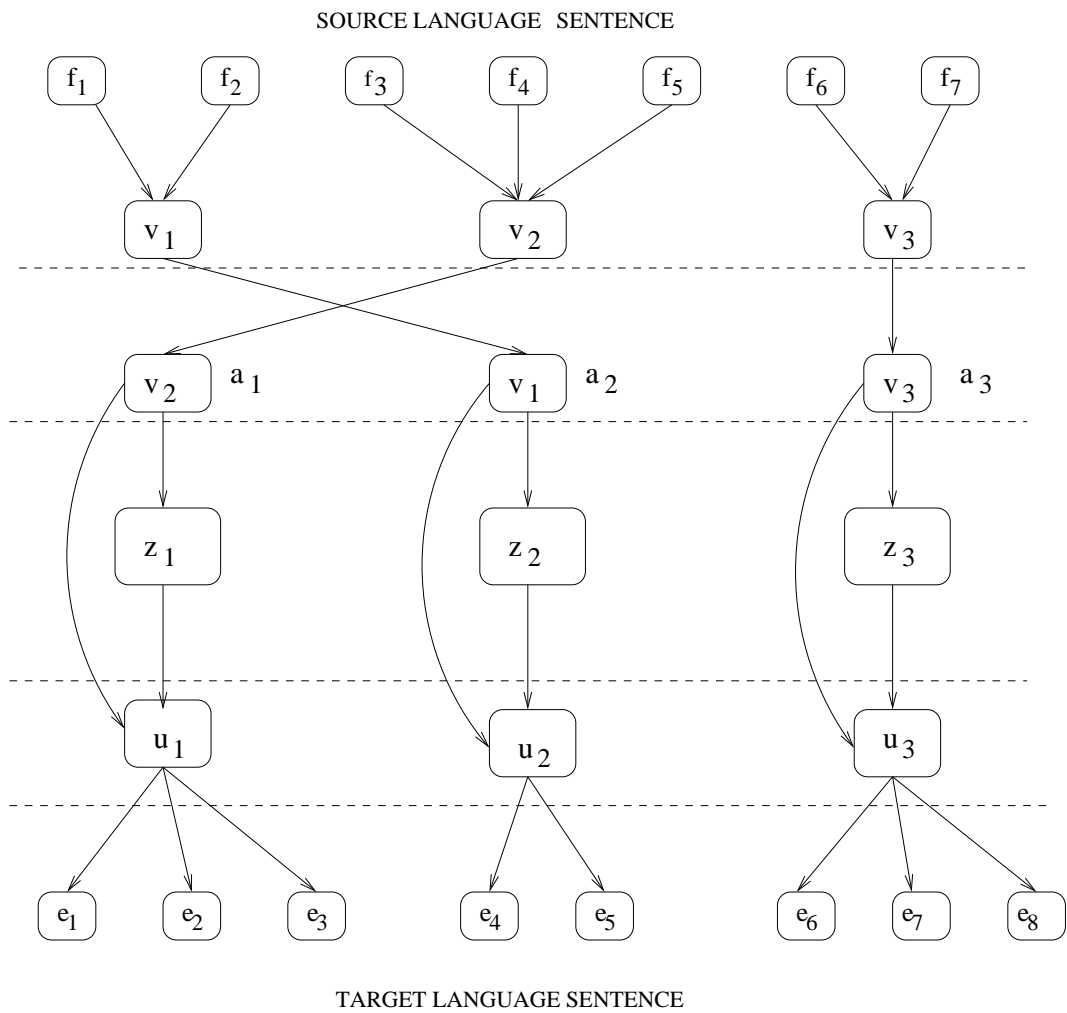 SOURCE LANGUAGE SENTENCE
f1 f2 f3 f4 f5 f6 f7
v1 v2 v3
v2 a1 v1 a2 v3 a3
z1 z2 z3
u1 u2 u3
e1 e2 e3 e4 e5 e6 e7 e8
TARGET LANGUAGE SENTENCE